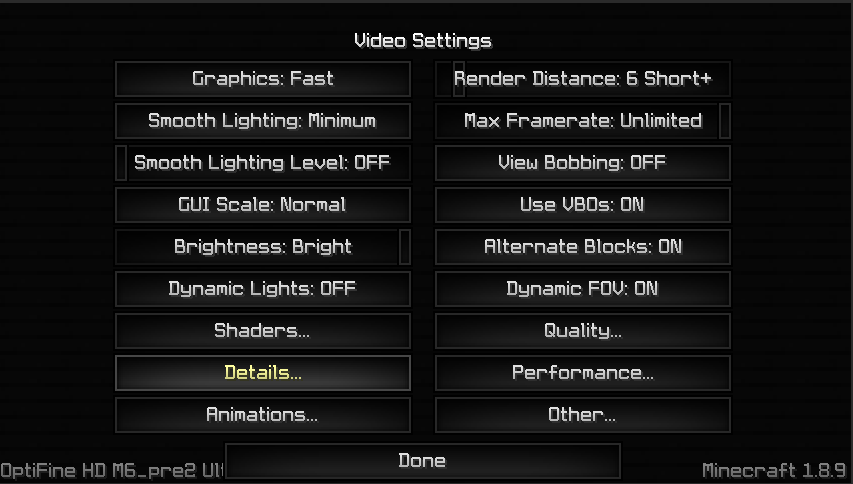 Video Settings
Graphics: Fast
Render Distance: 6 Short+
Smooth Lighting: Minimum
Max Framerate: Unlimited
Smooth Lighting Level: OFF
View Bobbing: OFF
GUI Scale: Normal
Use VBOs: ON
Brightness: Bright
Alternate Blocks: ON
Dynamic Lights: OFF
Dynamic FOV: ON
Shaders...
Quality...
Details...
Performance...
Animations...
Other...
Done
OptiFine HD M6_pre2 Ult
Minecraft 1.8.9